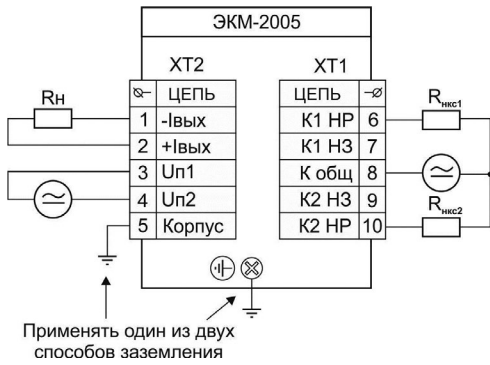 ЭКМ-2005
XT2
ЦЕПЬ
1 -Iвых
2 +Iвых
3 Uп1
4 Uп2
5 Корпус
Rн
XT1
ЦЕПЬ
К1 НР 6
К1 НЗ 7
К общ 8
К2 НЗ 9
К2 НР 10
Rнкс1
Rнкс2
Применять один из двух
способов заземления